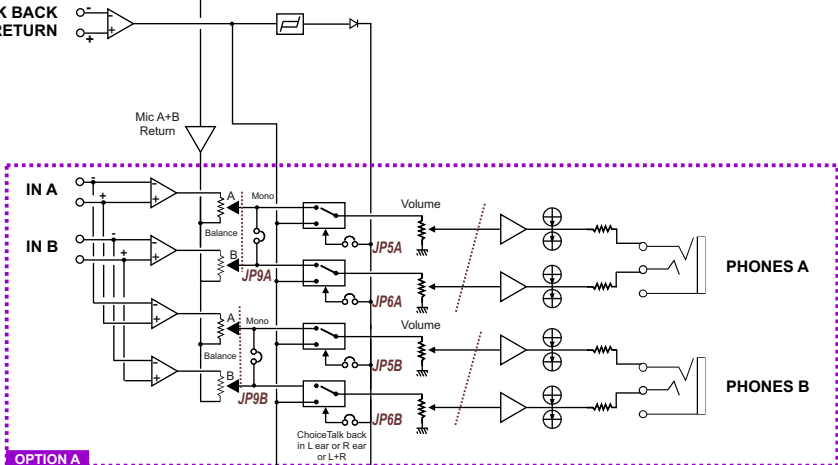 K BACK
RETURN
-
+
Mic A+B
Return
IN A
-
+
-
+
A
Mono
Volume
Balance
JP5A
PHONES A
IN B
-
+
-
+
B
JP9A
JP6A
-
+
A
Mono
Volume
Balance
JP5B
PHONES B
-
+
B
JP9B
JP6B
ChoiceTalk back
in L ear or R ear
or L+R
OPTION A